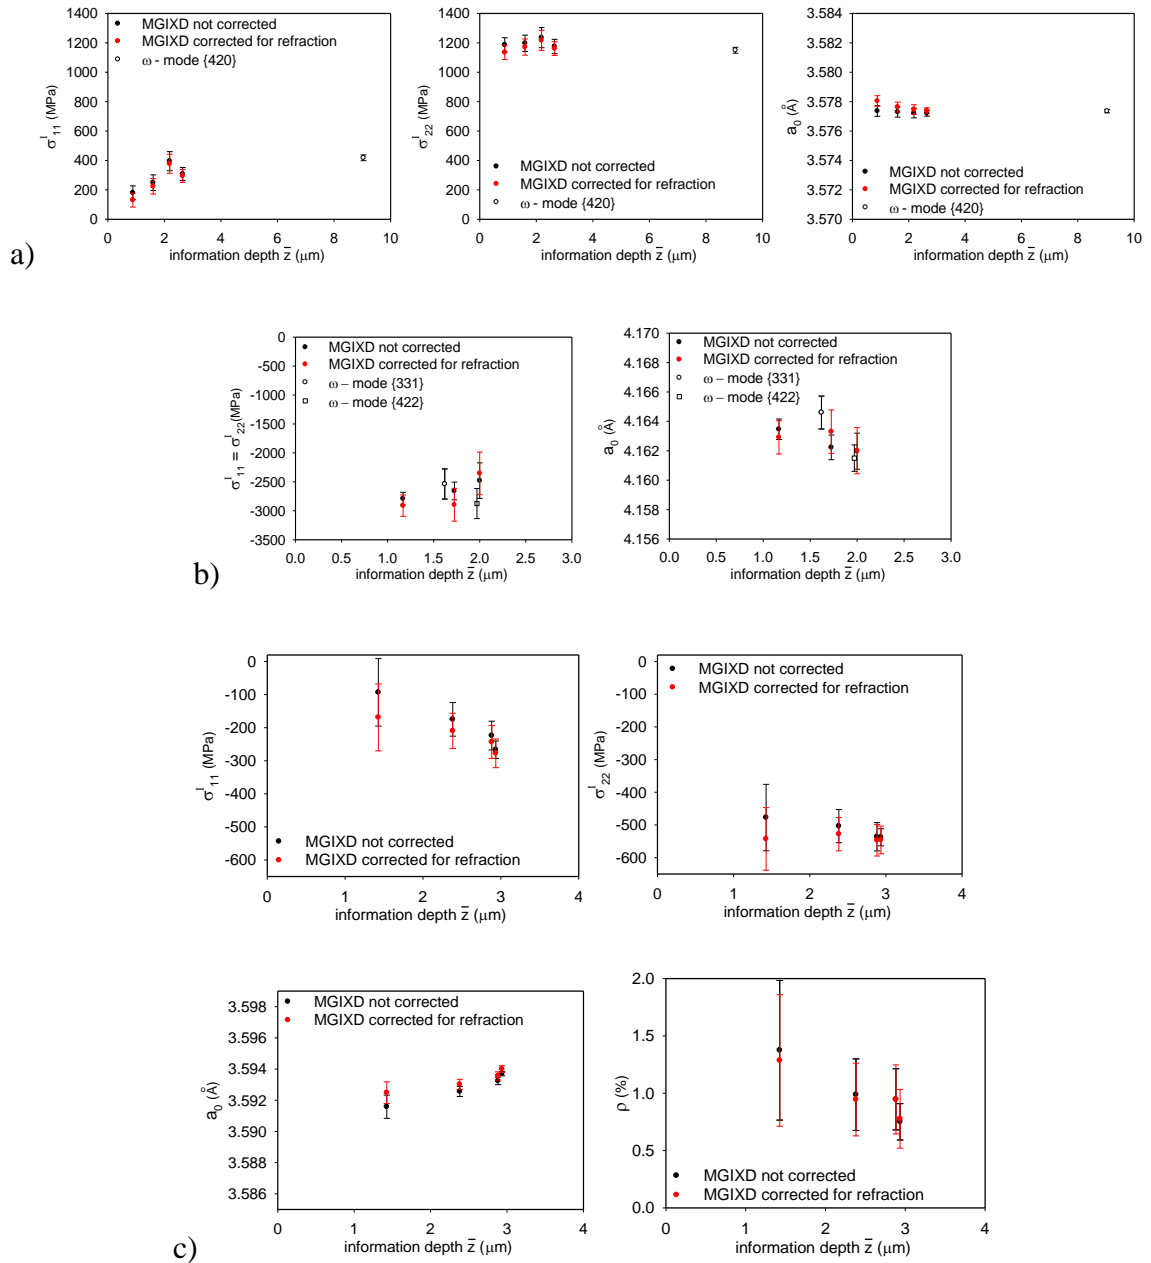 1400
1200
1000
800
600
400
200
0
σ^I_11 (MPa)
MGIXD not corrected
MGIXD corrected for refraction
ω - mode {420}
0 2 4 6 8 10
information depth z̅ (μm)
1400
1200
1000
800
600
400
200
0
σ^I_22 (MPa)
MGIXD not corrected
MGIXD corrected for refraction
ω - mode {420}
0 2 4 6 8 10
information depth z̅ (μm)
3.584
3.582
3.580
3.578
3.576
3.574
3.572
3.570
a_0 (Å)
MGIXD not corrected
MGIXD corrected for refraction
ω - mode {420}
0 2 4 6 8 10
information depth z̅ (μm)
a)
0
-500
-1000
-1500
-2000
-2500
-3000
-3500
σ^I_11 = σ^I_22 (MPa)
MGIXD not corrected
MGIXD corrected for refraction
ω – mode {331}
ω – mode {422}
0.0 0.5 1.0 1.5 2.0 2.5 3.0
information depth z̅ (μm)
4.170
4.168
4.166
4.164
4.162
4.160
4.158
4.156
a_0 (Å)
MGIXD not corrected
MGIXD corrected for refraction
ω – mode {331}
ω – mode {422}
0.0 0.5 1.0 1.5 2.0 2.5 3.0
information depth z̅ (μm)
b)
0
-100
-200
-300
-400
-500
-600
σ^I_11 (MPa)
MGIXD not corrected
MGIXD corrected for refraction
0 1 2 3 4
information depth z̅ (μm)
0
-100
-200
-300
-400
-500
-600
σ^I_22 (MPa)
MGIXD not corrected
MGIXD corrected for refraction
0 1 2 3 4
information depth z̅ (μm)
3.598
3.596
3.594
3.592
3.590
3.588
3.586
a_0 (Å)
MGIXD not corrected
MGIXD corrected for refraction
0 1 2 3 4
information depth z̅ (μm)
2.0
1.5
1.0
0.5
0.0
ρ (%)
MGIXD not corrected
MGIXD corrected for refraction
0 1 2 3 4
information depth z̅ (μm)
c)